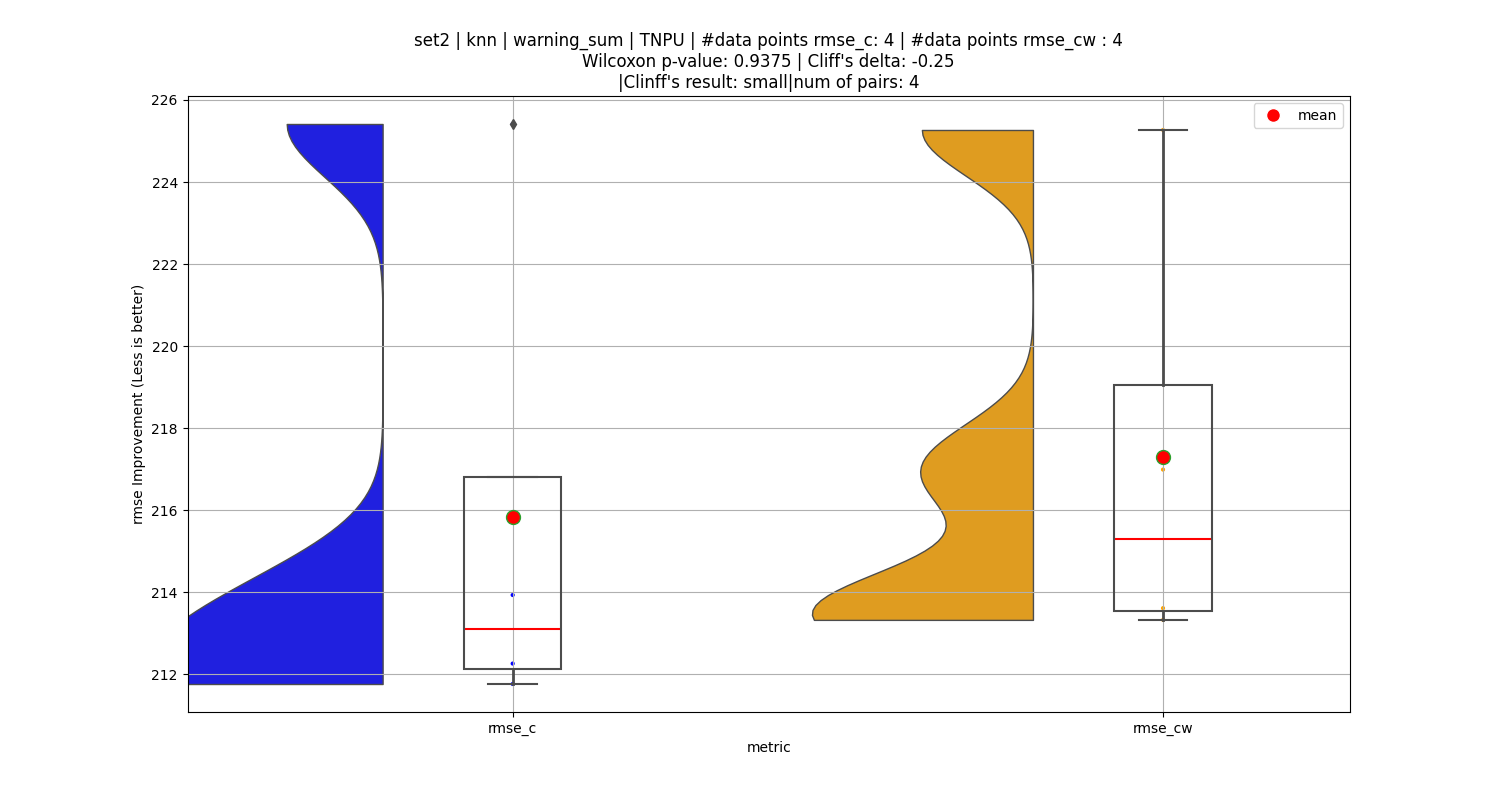 set2 | knn | warning_sum | TNPU | #data points rmse_c: 4 | #data points rmse_cw : 4
Wilcoxon p-value: 0.9375 | Cliff's delta: -0.25
|Clinff's result: small|num of pairs: 4
mean
rmse Improvement (Less is better)
226
224
222
220
218
216
214
212
rmse_c
rmse_cw
metric